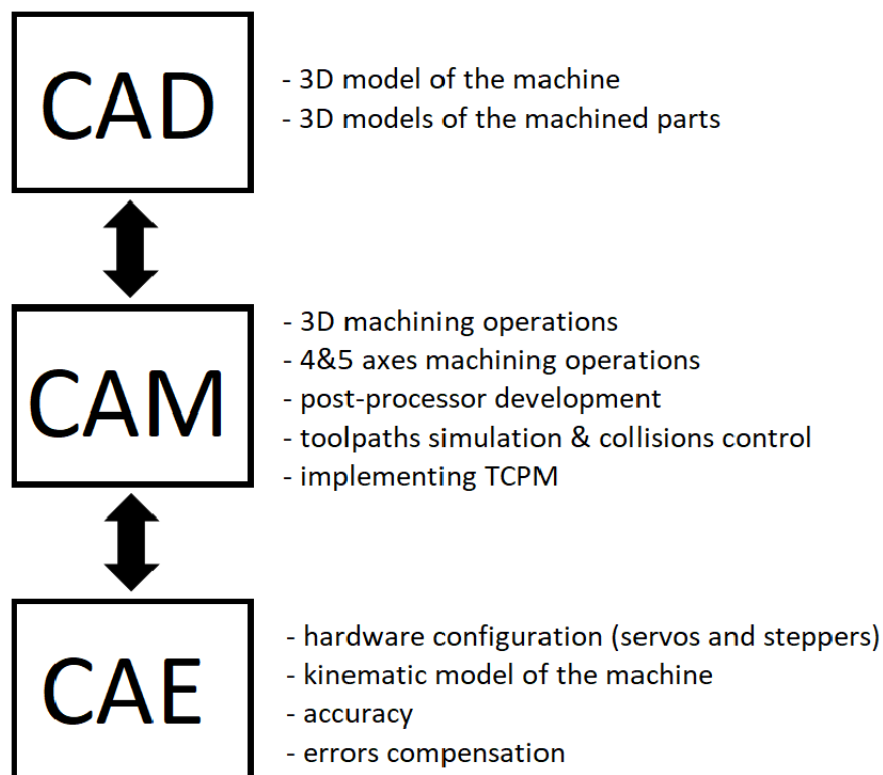 CAD
- 3D model of the machine
- 3D models of the machined parts
CAM
- 3D machining operations
- 4&5 axes machining operations
- post-processor development
- toolpaths simulation & collisions control
- implementing TCPM
CAE
- hardware configuration (servos and steppers)
- kinematic model of the machine
- accuracy
- errors compensation